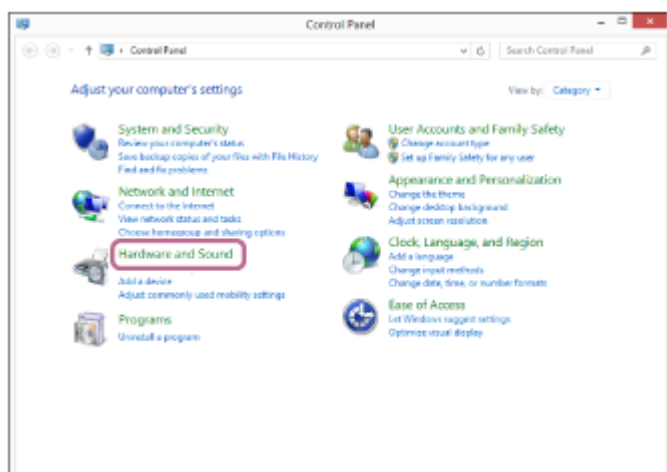 Control Panel
Control Panel
Search Control Panel
Adjust your computer's settings
View by: Category
System and Security
Review your computer's status
Save backup copies of your files with File History
Find and fix problems
Network and Internet
Connect to the Internet
View network status and tasks
Choose homegroup and sharing options
Hardware and Sound
Add a device
Adjust commonly used mobility settings
Programs
Uninstall a program
User Accounts and Family Safety
Change account type
Set up Family Safety for any user
Appearance and Personalization
Change the theme
Change desktop background
Adjust screen resolution
Clock, Language, and Region
Add a language
Change input methods
Change date, time, or number formats
Ease of Access
Let Windows suggest settings
Optimize visual display